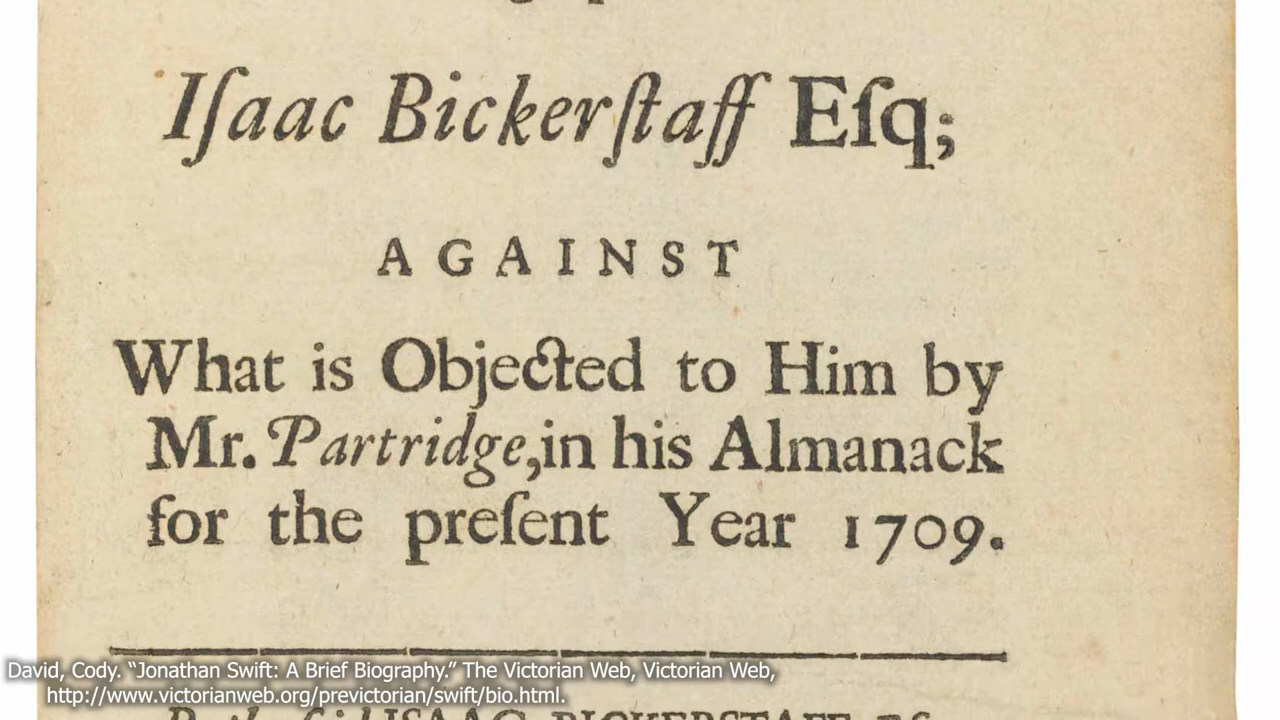 Iſaac Bickerſtaff Eſq;
AGAINST
What is Objected to Him by
Mr. Partridge, in his Almanack
for the preſent Year 1709.
David, Cody. “Jonathan Swift: A Brief Biography.” The Victorian Web, Victorian Web,
http://www.victorianweb.org/previctorian/swift/bio.html.
ISAAC BICKERSTAFF